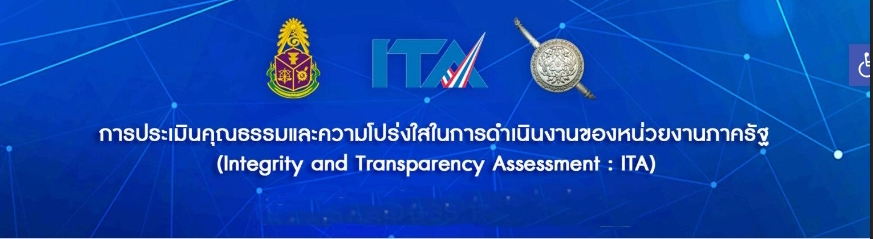 ITA
การประเมินคุณธรรมและความโปร่งใสในการดำเนินงานของหน่วยงานภาครัฐ
(Integrity and Transparency Assessment : ITA)